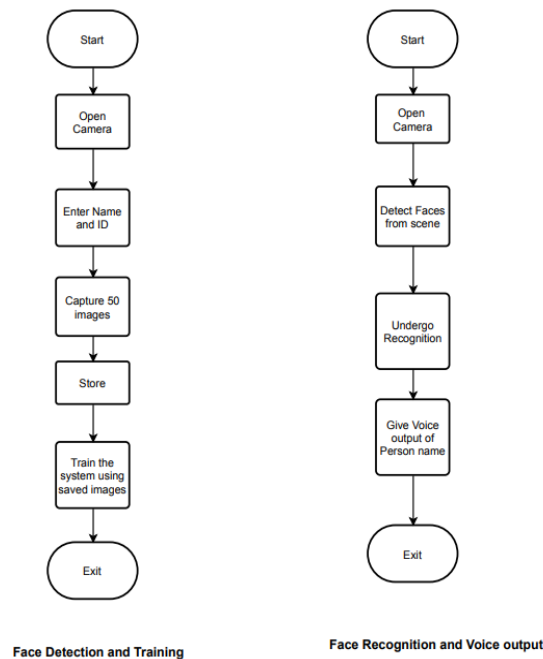 Start
Open
Camera
Enter Name
and ID
Capture 50
images
Store
Train the
system using
saved images
Exit
Face Detection and Training
Start
Open
Camera
Detect Faces
from scene
Undergo
Recognition
Give Voice
output of
Person name
Exit
Face Recognition and Voice output